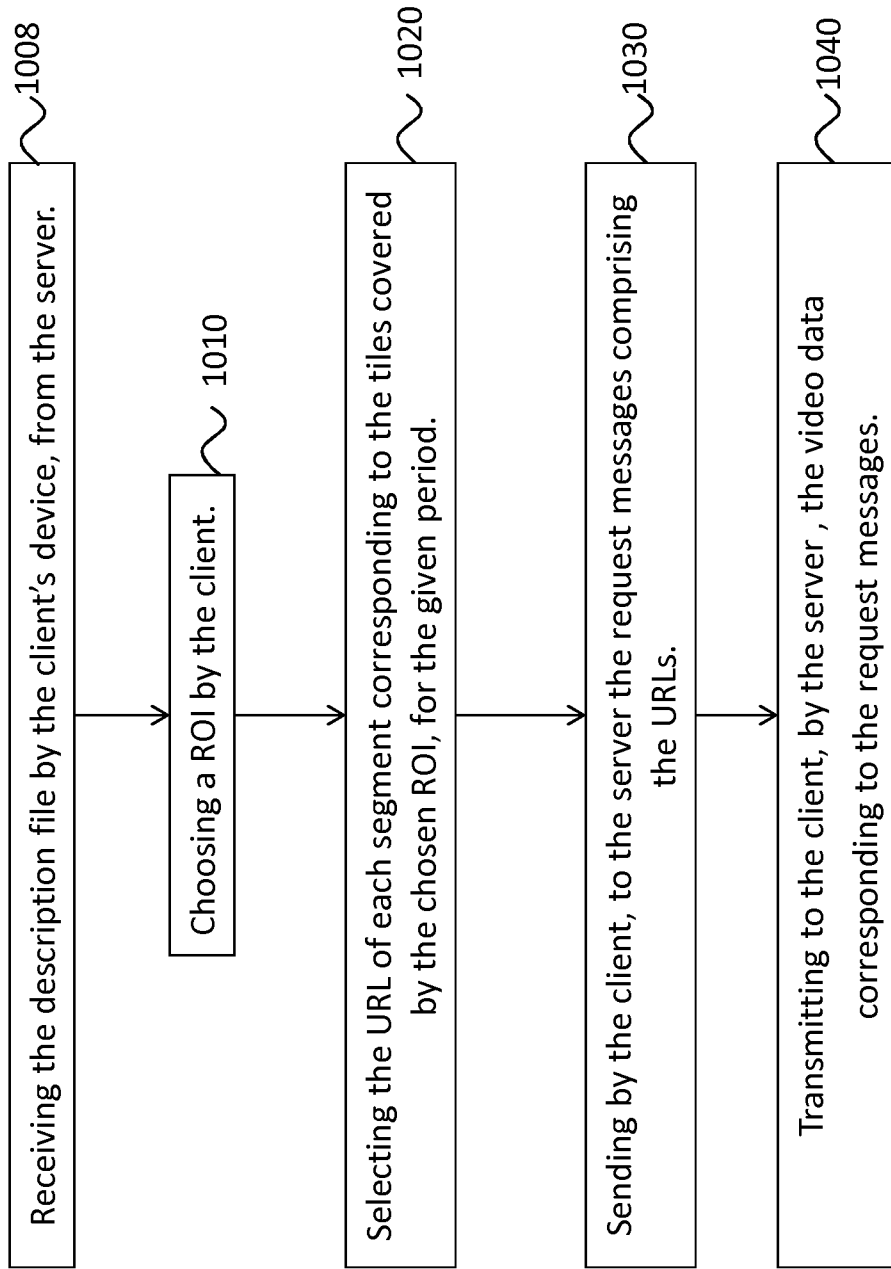 Receiving the description file by the client's device, from the server.
1008
Choosing a ROI by the client.
1010
Selecting the URL of each segment corresponding to the tiles covered
by the chosen ROI, for the given period.
1020
Sending by the client, to the server the request messages comprising
the URLs.
1030
Transmitting to the client, by the server , the video data
corresponding to the request messages.
1040